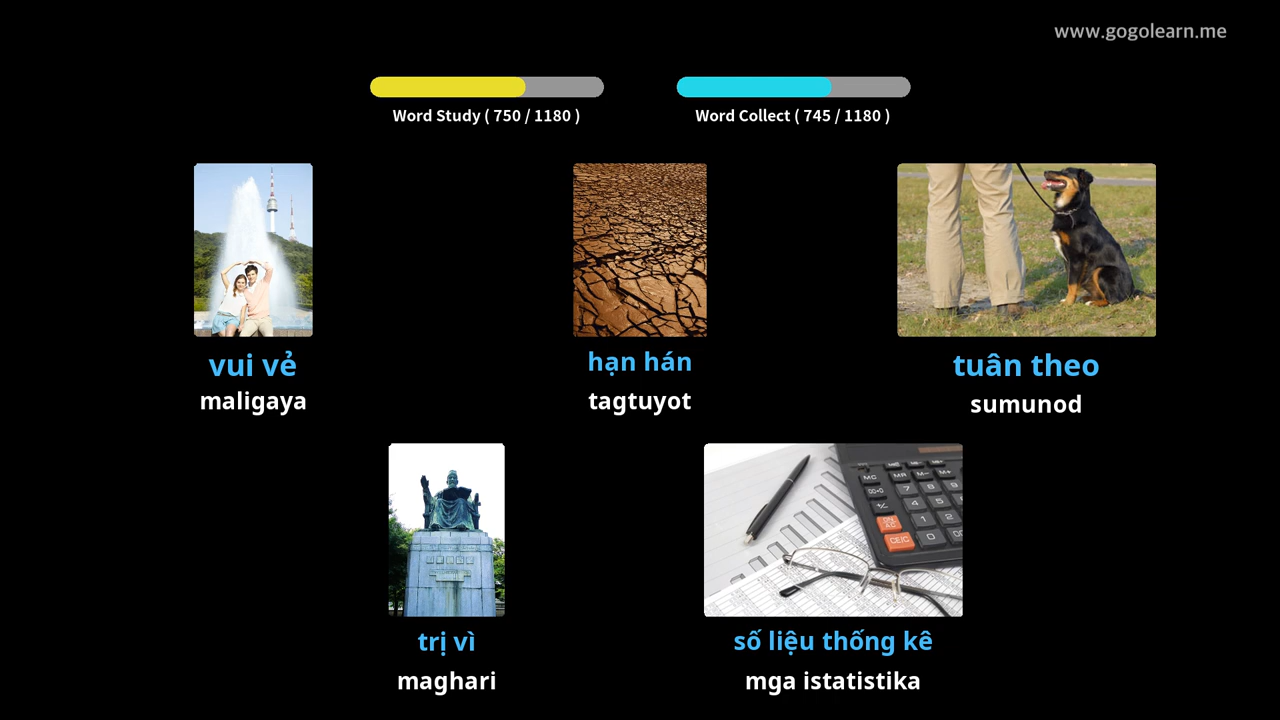 www.gogolearn.me
Word Study ( 750 / 1180 )
Word Collect ( 745 / 1180 )
vui vẻ
maligaya
hạn hán
tagtuyot
tuân theo
sumunod
trị vì
maghari
số liệu thống kê
mga istatistika